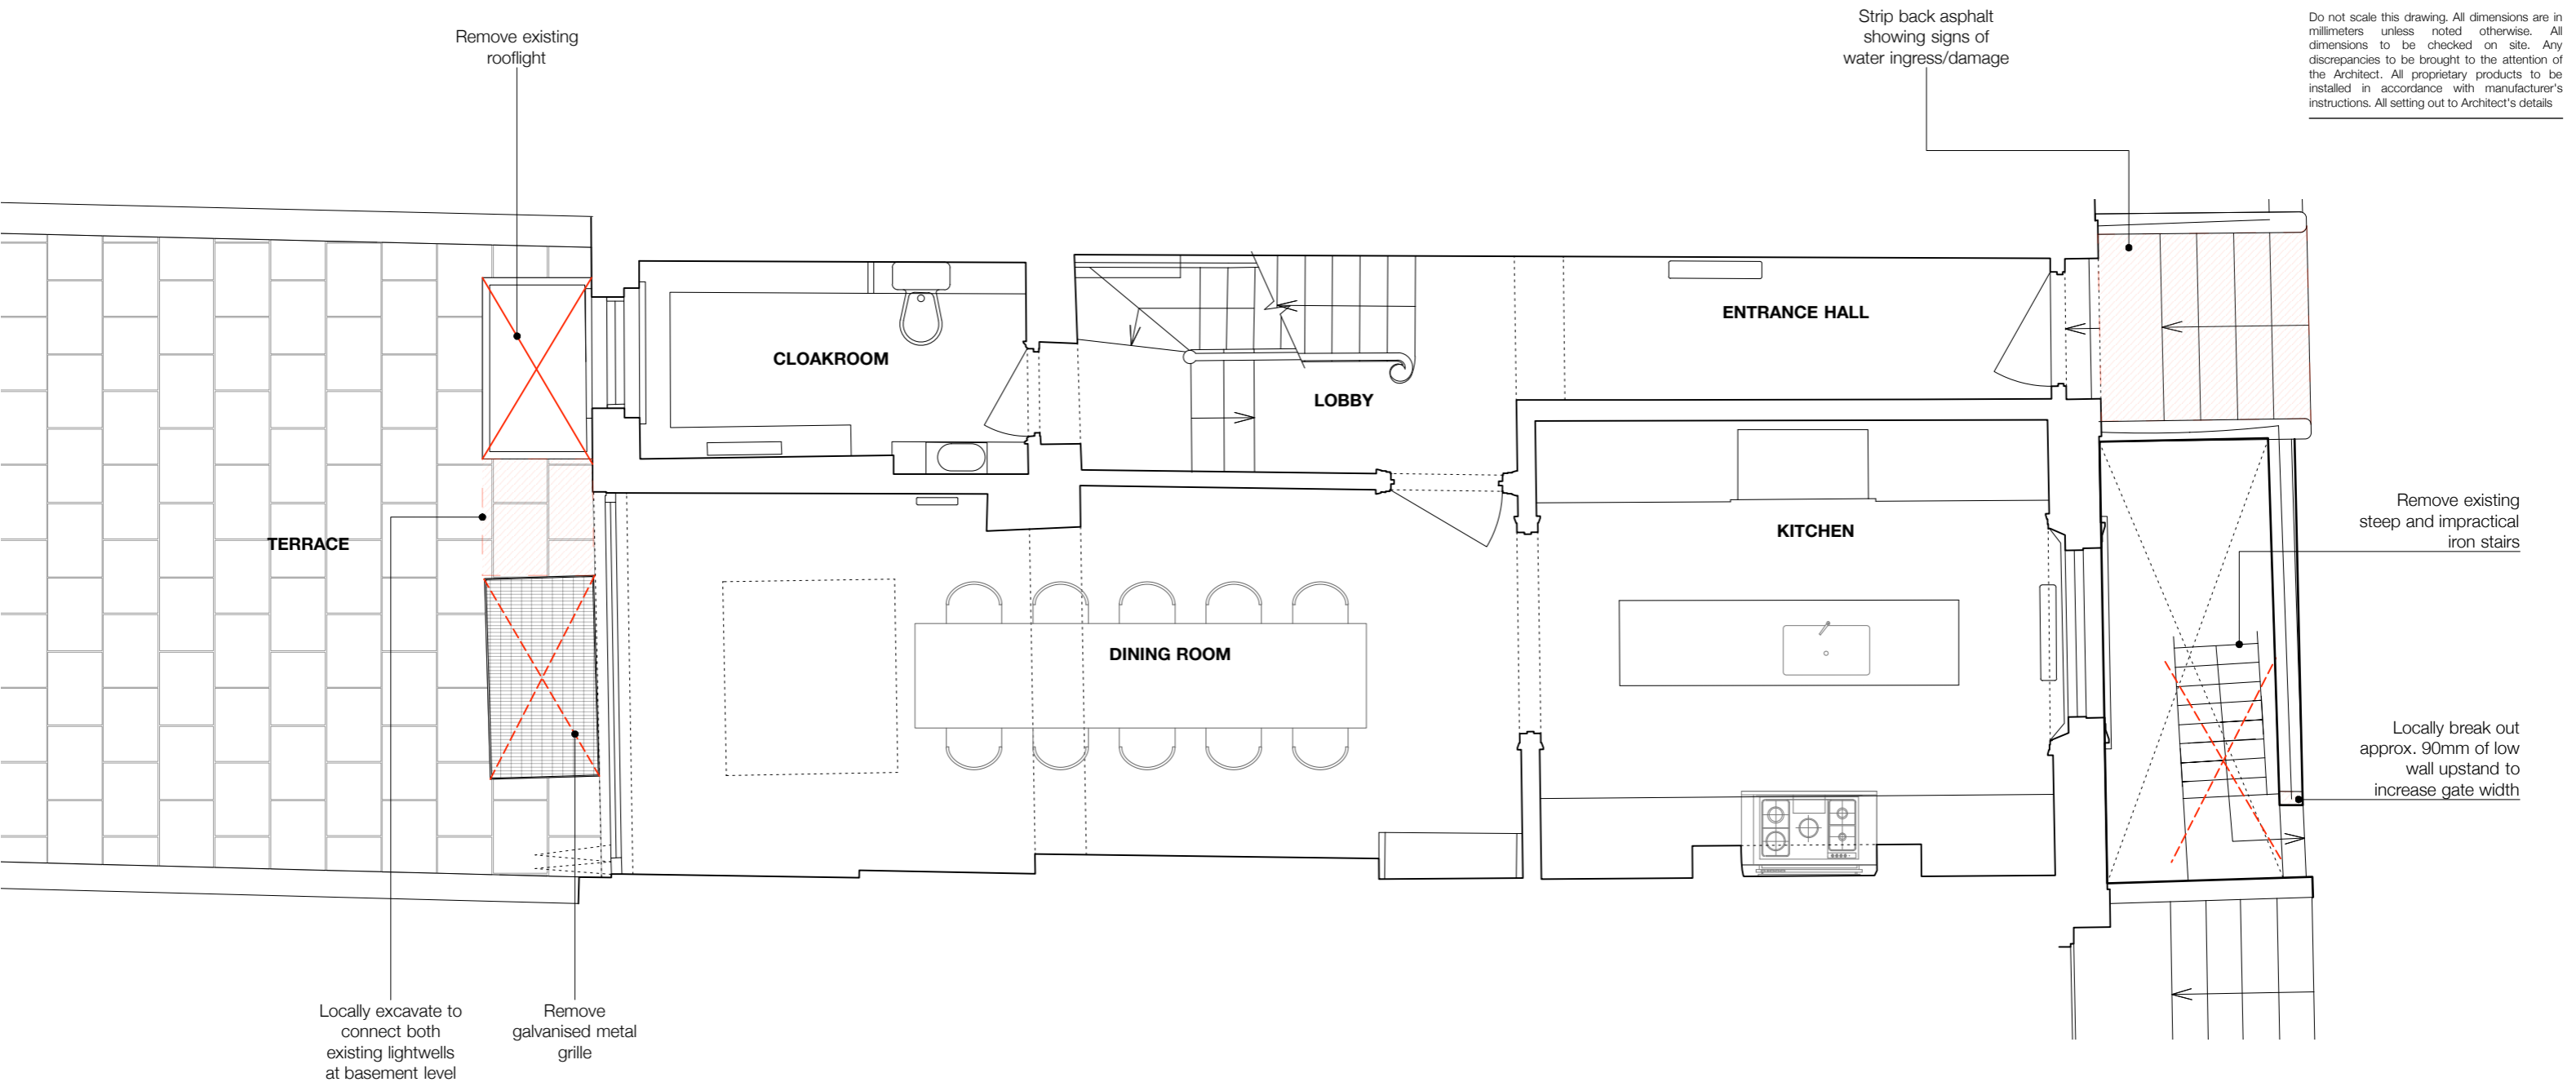 Remove existing
rooflight
Strip back asphalt
showing signs of
water ingress/damage
Do not scale this drawing. All dimensions are in
millimeters unless noted otherwise. All
dimensions to be checked on site. Any
discrepancies to be brought to the attention of
the Architect. All proprietary products to be
installed in accordance with manufacturer's
instructions. All setting out to Architect's details
ENTRANCE HALL
CLOAKROOM
LOBBY
Remove existing
steep and impractical
iron stairs
KITCHEN
TERRACE
DINING ROOM
Locally break out
approx. 90mm of low
wall upstand to
increase gate width
Locally excavate to
connect both
existing lightwells
at basement level
Remove
galvanised metal
grille